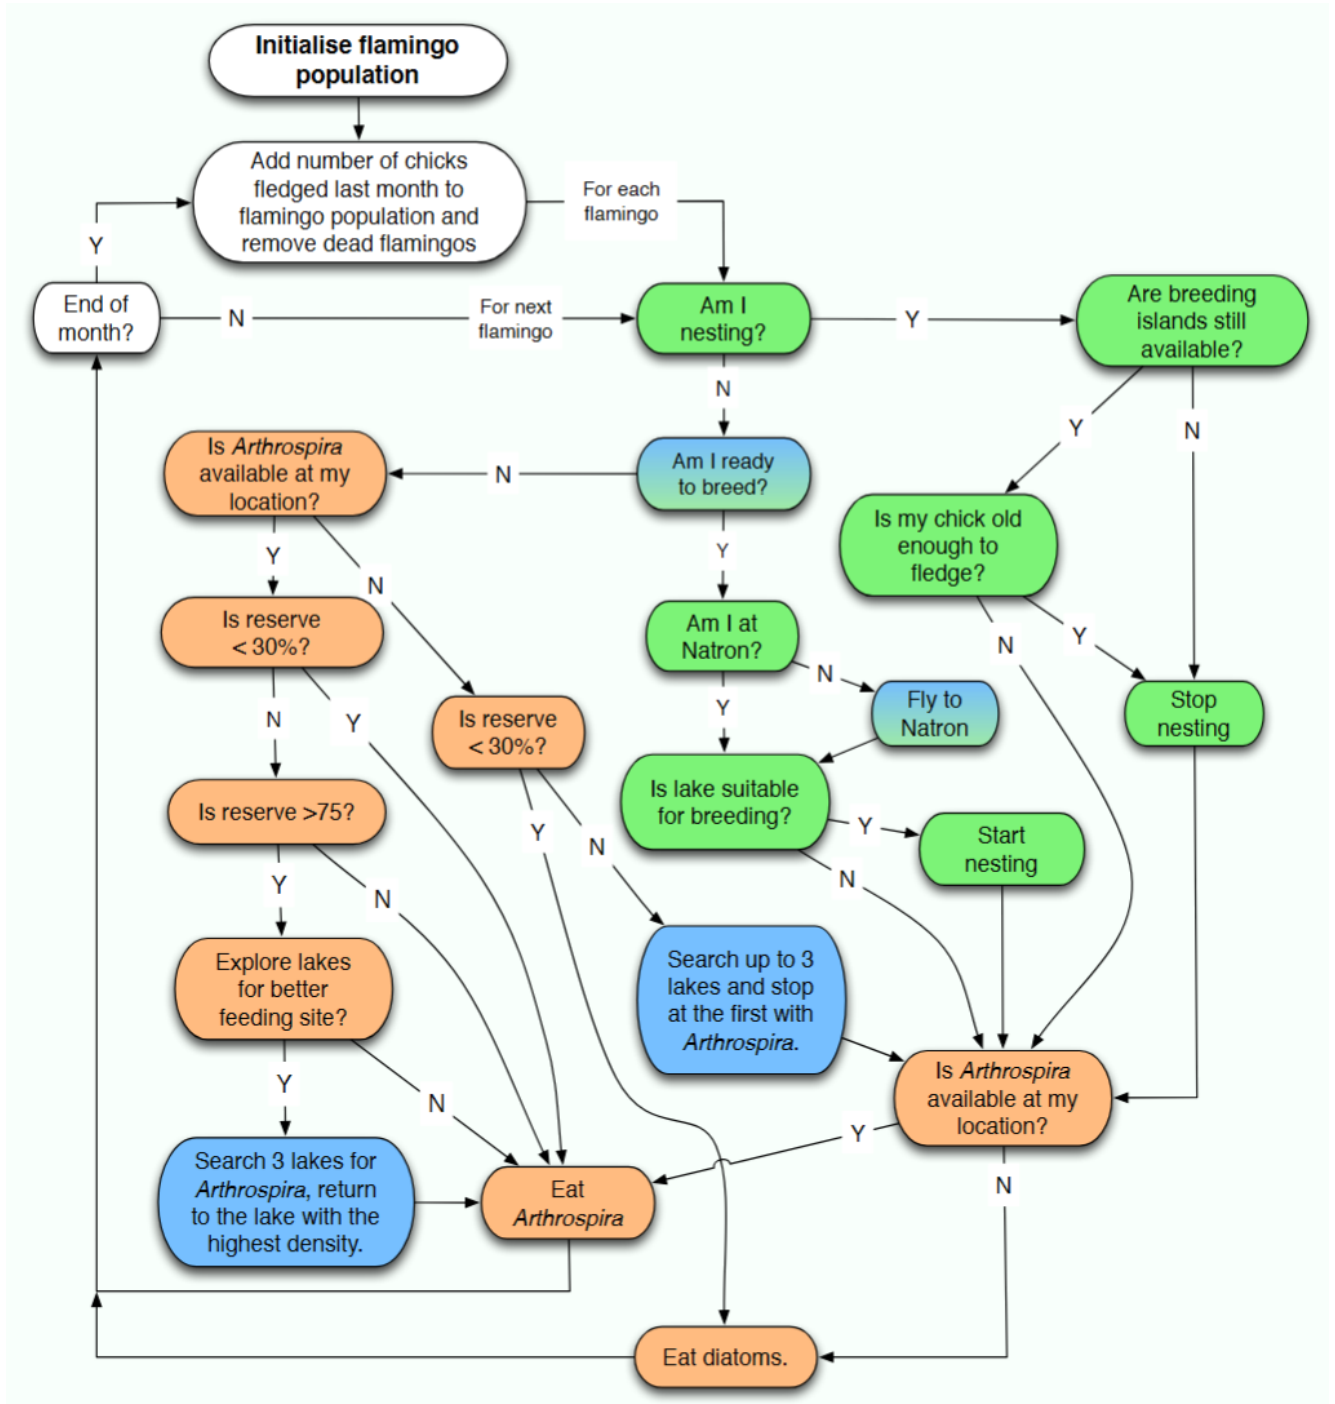 Initialise flamingo
population
Add number of chicks
fledged last month to
flamingo population and
remove dead flamingos
For each
flamingo
Y
End of
month?
N
For next
flamingo
Am I
nesting?
Y
Are breeding
islands still
available?
N
Y
N
Is Arthrospira
available at my
location?
N
Am I ready
to breed?
Is my chick old
enough to
fledge?
Y
N
Y
Is reserve
< 30%?
Am I at
Natron?
N
Y
N
N
Y
Is reserve
< 30%?
Y
Fly to
Natron
Stop
nesting
Is reserve >75?
Y
N
Is lake suitable
for breeding?
Y
Start
nesting
N
Y
N
Explore lakes
for better
feeding site?
Search up to 3
lakes and stop
at the first with
Arthrospira.
Y
N
Is Arthrospira
available at my
location?
Y
N
Search 3 lakes for
Arthrospira, return
to the lake with the
highest density.
Eat
Arthrospira
Eat diatoms.